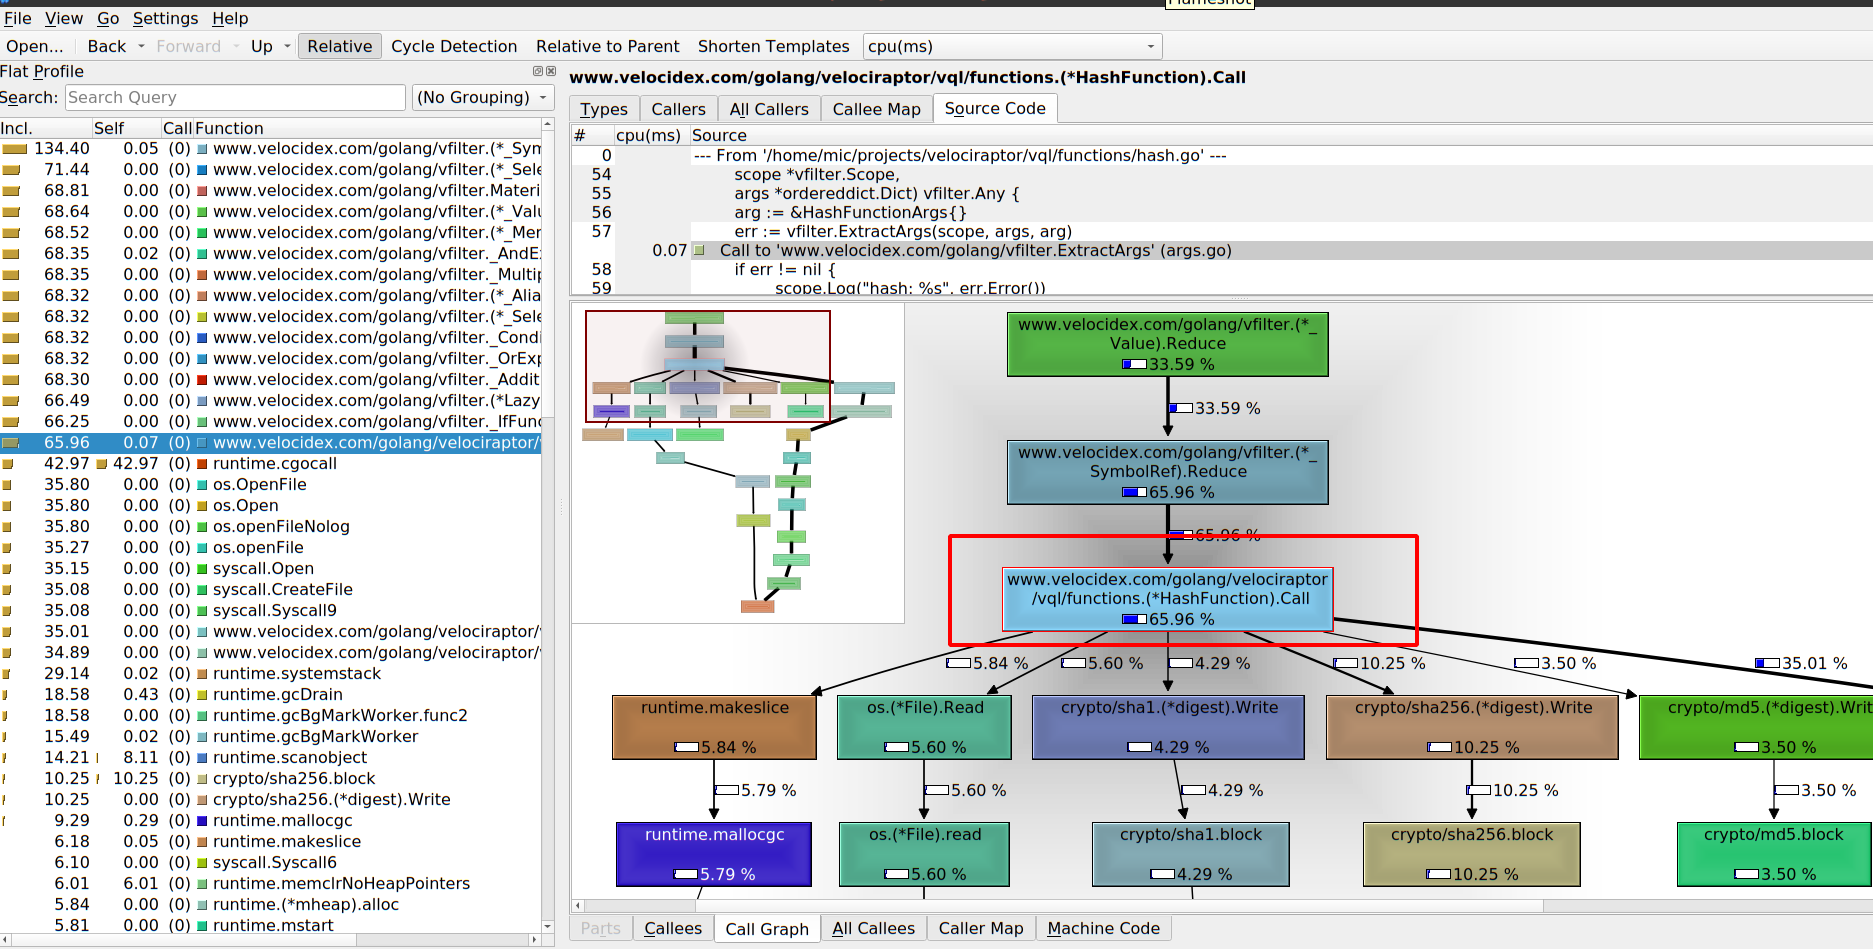 Flameshot
File View Go Settings Help
Open... Back Forward Up Relative Cycle Detection Relative to Parent Shorten Templates cpu(ms)
Flat Profile
Search: Search Query (No Grouping)
Incl. Self Call Function
134.40 0.05 (0) www.velocidex.com/golang/vfilter.(*_Sym
71.44 0.00 (0) www.velocidex.com/golang/vfilter.(*_Sele
68.81 0.00 (0) www.velocidex.com/golang/vfilter.Materi
68.64 0.00 (0) www.velocidex.com/golang/vfilter.(*_Valu
68.52 0.00 (0) www.velocidex.com/golang/vfilter.(*_Mer
68.35 0.02 (0) www.velocidex.com/golang/vfilter._AndEx
68.35 0.00 (0) www.velocidex.com/golang/vfilter._Multip
68.32 0.00 (0) www.velocidex.com/golang/vfilter.(*_Alia
68.32 0.00 (0) www.velocidex.com/golang/vfilter.(*_Sele
68.32 0.00 (0) www.velocidex.com/golang/vfilter._Condi
68.32 0.00 (0) www.velocidex.com/golang/vfilter._OrExp
68.30 0.00 (0) www.velocidex.com/golang/vfilter._Addit
66.49 0.00 (0) www.velocidex.com/golang/vfilter.(*Lazy
66.25 0.00 (0) www.velocidex.com/golang/vfilter._IfFunc
65.96 0.07 (0) www.velocidex.com/golang/velociraptor/
42.97 42.97 (0) runtime.cgocall
35.80 0.00 (0) os.OpenFile
35.80 0.00 (0) os.Open
35.80 0.00 (0) os.openFileNolog
35.27 0.00 (0) os.openFile
35.15 0.00 (0) syscall.Open
35.08 0.00 (0) syscall.CreateFile
35.08 0.00 (0) syscall.Syscall9
35.01 0.00 (0) www.velocidex.com/golang/velociraptor/
34.89 0.00 (0) www.velocidex.com/golang/velociraptor/
29.14 0.02 (0) runtime.systemstack
18.58 0.43 (0) runtime.gcDrain
18.58 0.00 (0) runtime.gcBgMarkWorker.func2
15.49 0.02 (0) runtime.gcBgMarkWorker
14.21 8.11 (0) runtime.scanobject
10.25 10.25 (0) crypto/sha256.block
10.25 0.00 (0) crypto/sha256.(*digest).Write
9.29 0.29 (0) runtime.mallocgc
6.18 0.05 (0) runtime.makeslice
6.10 0.00 (0) syscall.Syscall6
6.01 6.01 (0) runtime.memclrNoHeapPointers
5.84 0.00 (0) runtime.(*mheap).alloc
5.81 0.00 (0) runtime.mstart
www.velocidex.com/golang/velociraptor/vql/functions.(*HashFunction).Call
Types Callers All Callers Callee Map Source Code
# cpu(ms) Source
0 --- From '/home/mic/projects/velociraptor/vql/functions/hash.go' ---
54 scope *vfilter.Scope,
55 args *ordereddict.Dict) vfilter.Any {
56 arg := &HashFunctionArgs{}
57 err := vfilter.ExtractArgs(scope, args, arg)
0.07 Call to 'www.velocidex.com/golang/vfilter.ExtractArgs' (args.go)
58 if err != nil {
59 scope.Log("hash: %s", err.Error())
www.velocidex.com/golang/vfilter.(*_
Value).Reduce
33.59 %
33.59 %
www.velocidex.com/golang/vfilter.(*_
SymbolRef).Reduce
65.96 %
65.96 %
www.velocidex.com/golang/velociraptor
/vql/functions.(*HashFunction).Call
65.96 %
5.84 % 5.60 % 4.29 % 10.25 % 3.50 % 35.01 %
runtime.makeslice os.(*File).Read crypto/sha1.(*digest).Write crypto/sha256.(*digest).Write crypto/md5.(*digest).Writ
5.84 % 5.60 % 4.29 % 10.25 % 3.50 %
5.79 % 5.60 % 4.29 % 10.25 % 3.50 %
runtime.mallocgc os.(*File).read crypto/sha1.block crypto/sha256.block crypto/md5.block
5.79 % 5.60 % 4.29 % 10.25 % 3.50 %
Parts Callees Call Graph All Callees Caller Map Machine Code